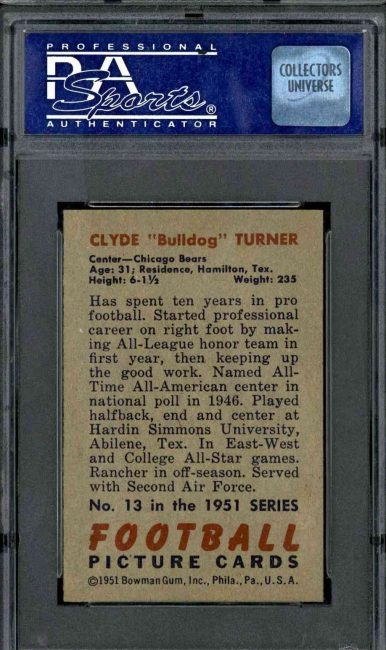 PROFESSIONAL
PSA
Sports®
AUTHENTICATOR
COLLECTORS
UNIVERSE
CLYDE "Bulldog" TURNER
Center—Chicago Bears
Age: 31; Residence, Hamilton, Tex.
Height: 6-1½ Weight: 235
Has spent ten years in pro
football. Started professional
career on right foot by mak-
ing All-League honor team in
first year, then keeping up
the good work. Named All-
Time All-American center in
national poll in 1946. Played
halfback, end and center at
Hardin Simmons University,
Abilene, Tex. In East-West
and College All-Star games.
Rancher in off-season. Served
with Second Air Force.
No. 13 in the 1951 SERIES
FOOTBALL
PICTURE CARDS
©1951 Bowman Gum, Inc., Phila., Pa., U.S.A.